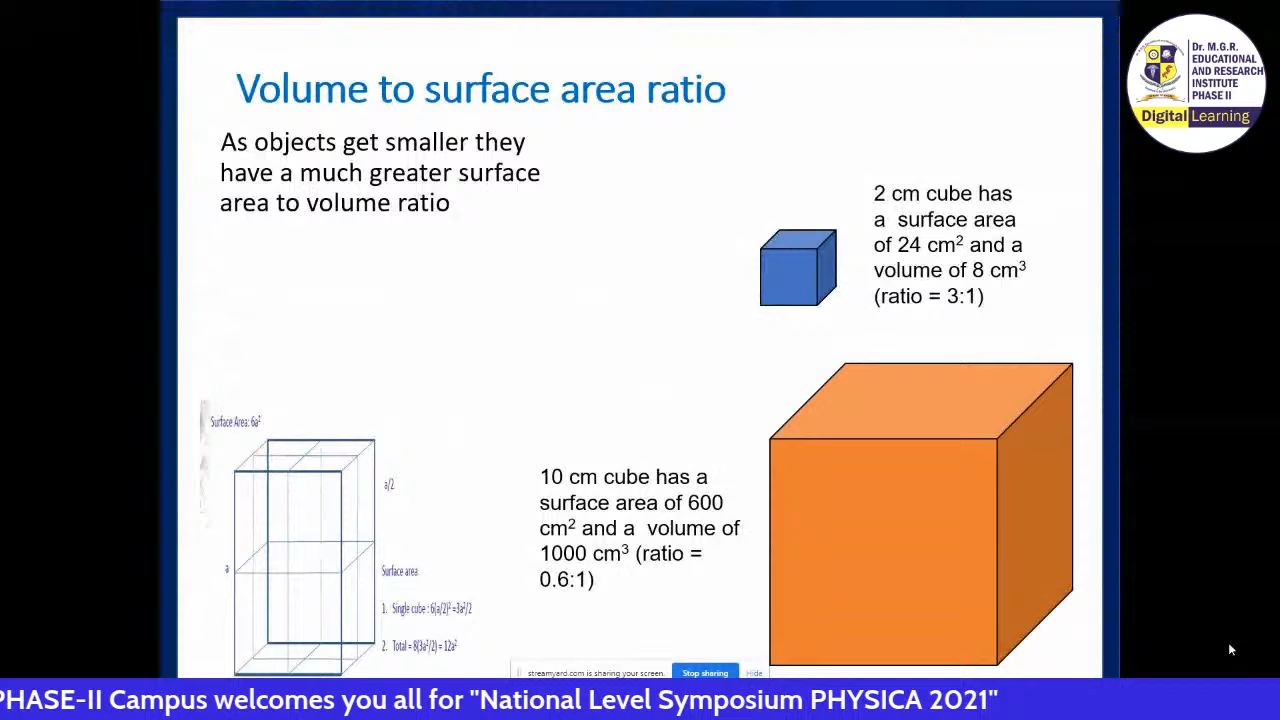 Volume to surface area ratio
As objects get smaller they
have a much greater surface
area to volume ratio
2 cm cube has
a surface area
of 24 cm² and a
volume of 8 cm³
(ratio = 3:1)
10 cm cube has a
surface area of 600
cm² and a volume of
1000 cm³ (ratio =
0.6:1)
Surface Area: 6a²
a/2
a
Surface area
1. Single cube : 6(a/2)² =3a²/2
2. Total = 8(3a²/2) = 12a²
Dr. M.G.R.
EDUCATIONAL
AND RESEARCH
INSTITUTE
PHASE II
Digital Learning
streamyard.com is sharing your screen.
Stop sharing
Hide
PHASE-II Campus welcomes you all for "National Level Symposium PHYSICA 2021"